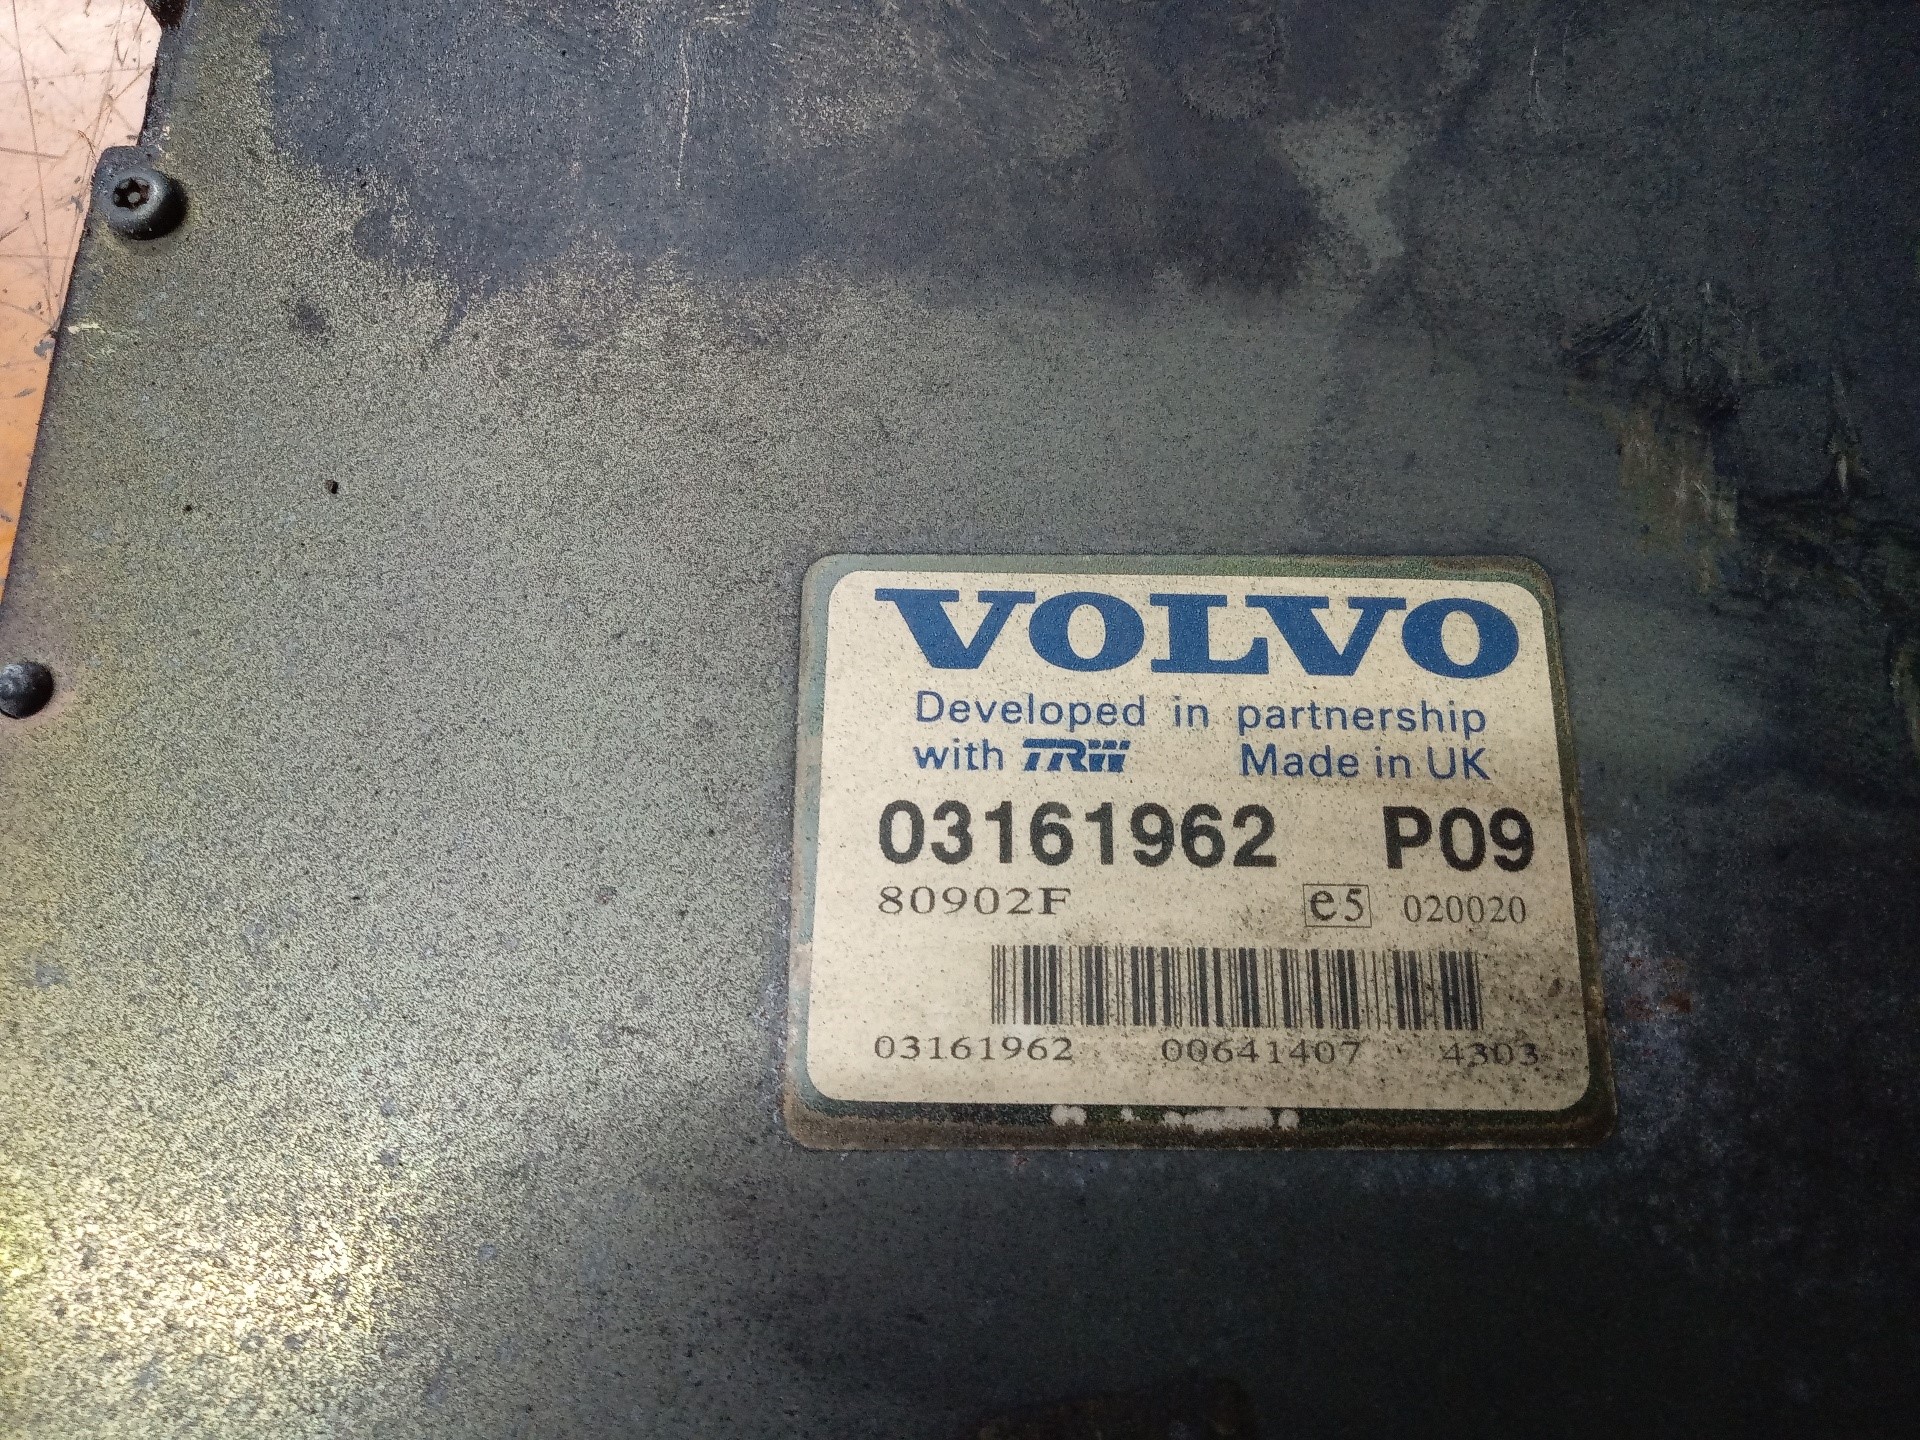 VOLVO
Developed in partnership
with TRW Made in UK
03161962 P09
80902F e5 020020
03161962 00641407 4303